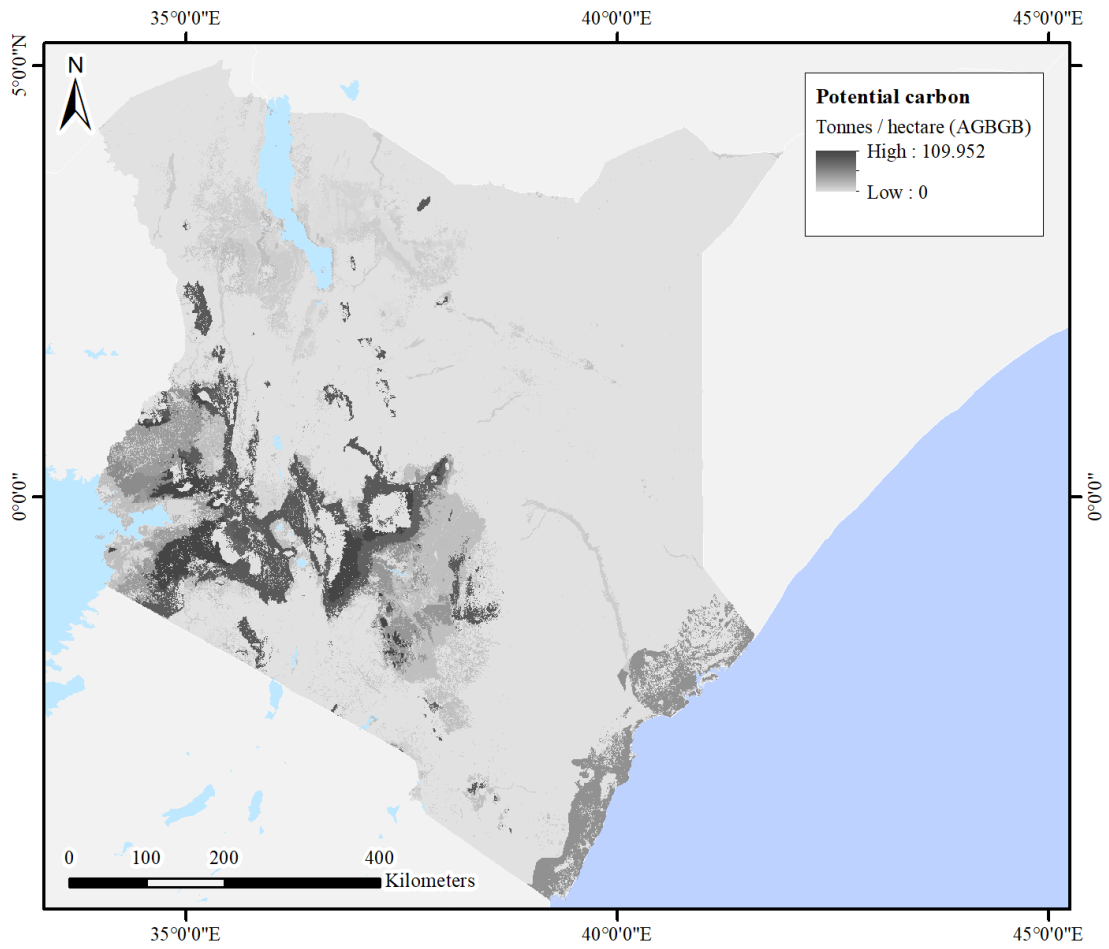 35°0'0"E 40°0'0"E 45°0'0"E
5°0'0"N
N
Potential carbon
Tonnes / hectare (AGBGB)
High : 109.952
Low : 0
0°0'0"
0°0'0"
0 100 200 400
Kilometers
35°0'0"E 40°0'0"E 45°0'0"E